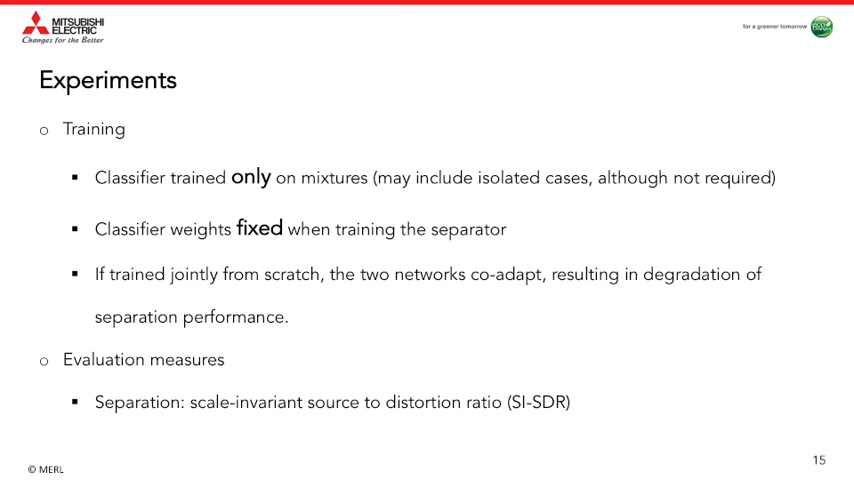 MITSUBISHI
ELECTRIC
Changes for the Better
for a greener tomorrow
eco
Changes
Experiments
o Training
▪ Classifier trained only on mixtures (may include isolated cases, although not required)
▪ Classifier weights fixed when training the separator
▪ If trained jointly from scratch, the two networks co-adapt, resulting in degradation of
separation performance.
o Evaluation measures
▪ Separation: scale-invariant source to distortion ratio (SI-SDR)
15
© MERL